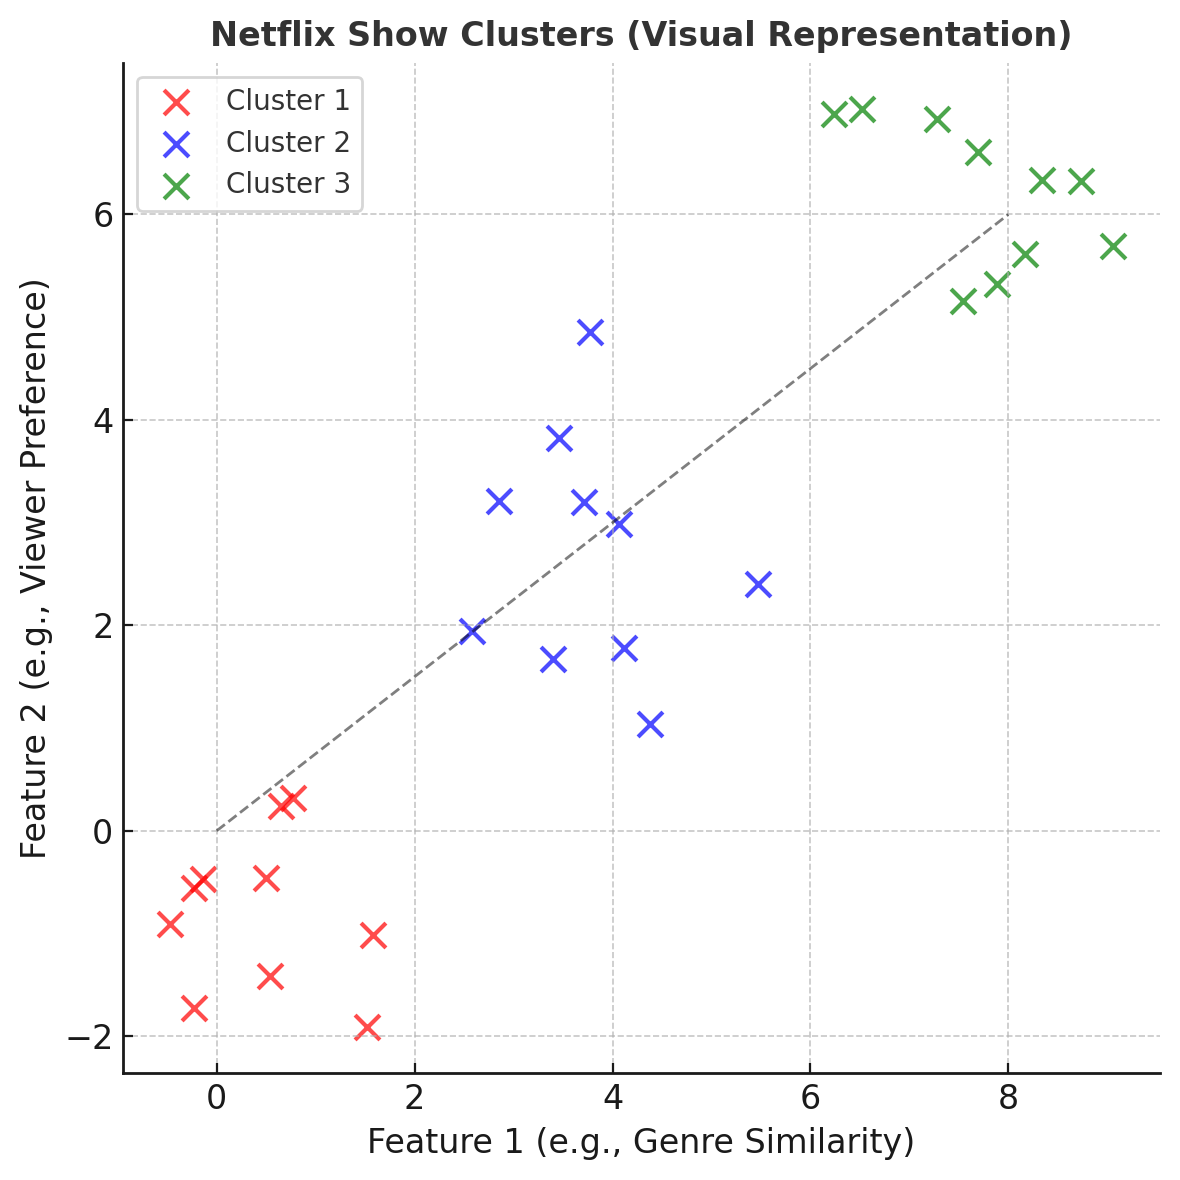 Netflix Show Clusters (Visual Representation)
Cluster 1
Cluster 2
Cluster 3
Feature 2 (e.g., Viewer Preference)
6
4
2
0
−2
0 2 4 6 8
Feature 1 (e.g., Genre Similarity)